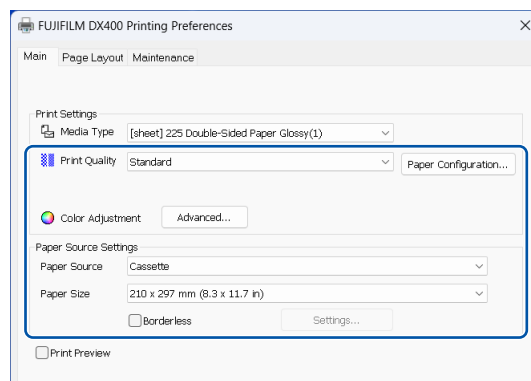 FUJIFILM DX400 Printing Preferences
Main Page Layout Maintenance
Print Settings
Media Type [sheet] 225 Double-Sided Paper Glossy(1)
Print Quality Standard Paper Configuration...
Color Adjustment Advanced...
Paper Source Settings
Paper Source Cassette
Paper Size 210 x 297 mm (8.3 x 11.7 in)
Borderless Settings...
Print Preview